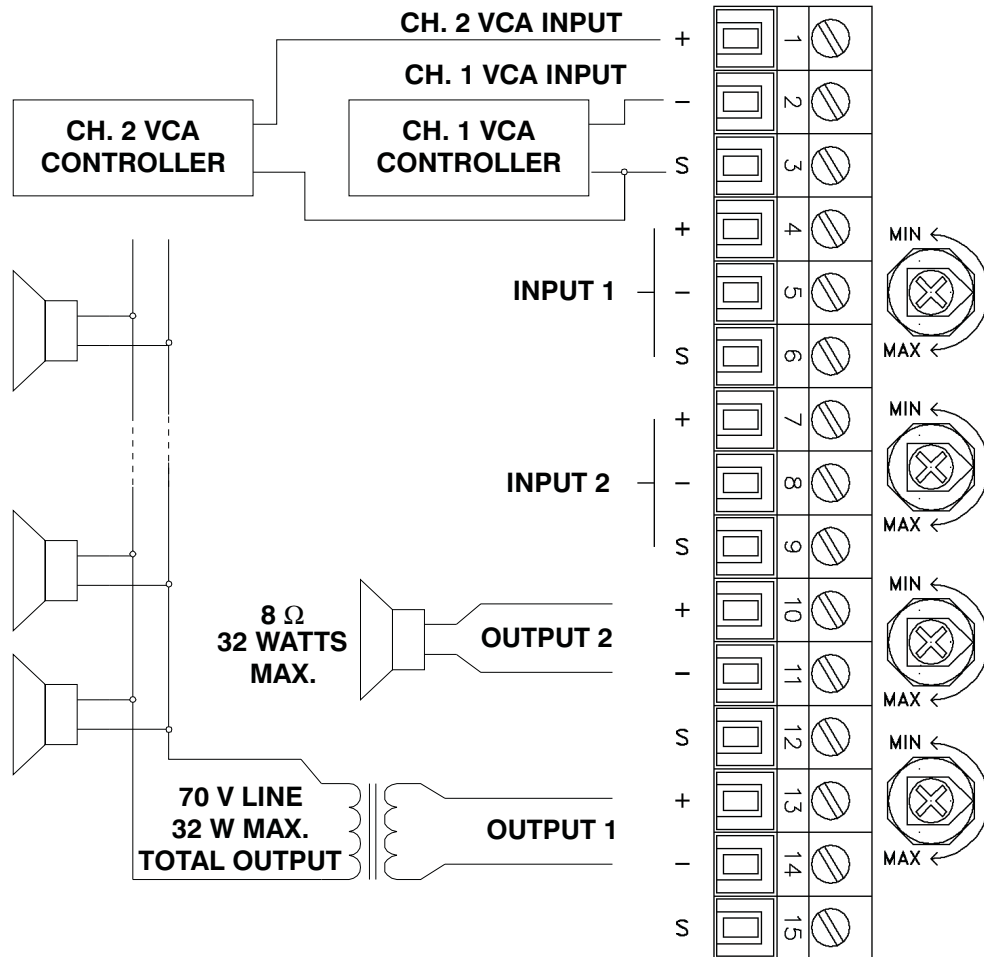 CH. 2 VCA INPUT
+
1
CH. 1 VCA INPUT
–
2
CH. 2 VCA
CONTROLLER
CH. 1 VCA
CONTROLLER
S
3
+
4
INPUT 1
–
5
S
6
MIN
MAX
+
7
INPUT 2
–
8
S
9
MIN
MAX
8 Ω
32 WATTS
MAX.
OUTPUT 2
+
10
–
11
S
12
MIN
MAX
70 V LINE
32 W MAX.
TOTAL OUTPUT
OUTPUT 1
+
13
–
14
S
15
MIN
MAX